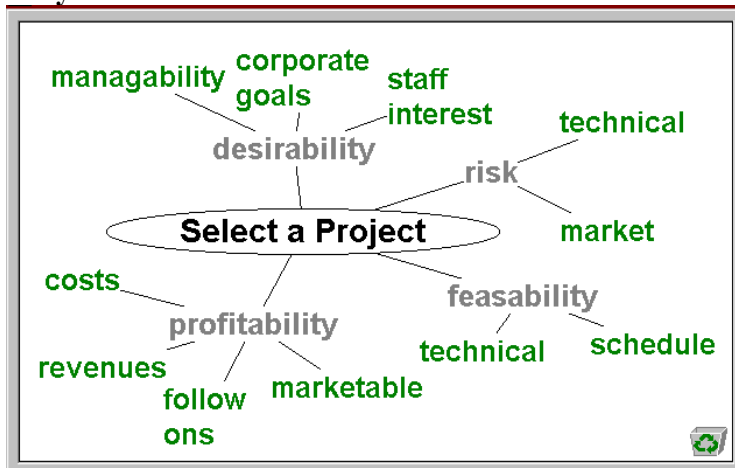 managability
corporate
goals
staff
interest
desirability
technical
risk
market
Select a Project
costs
profitability
revenues
follow
ons
marketable
feasability
technical
schedule